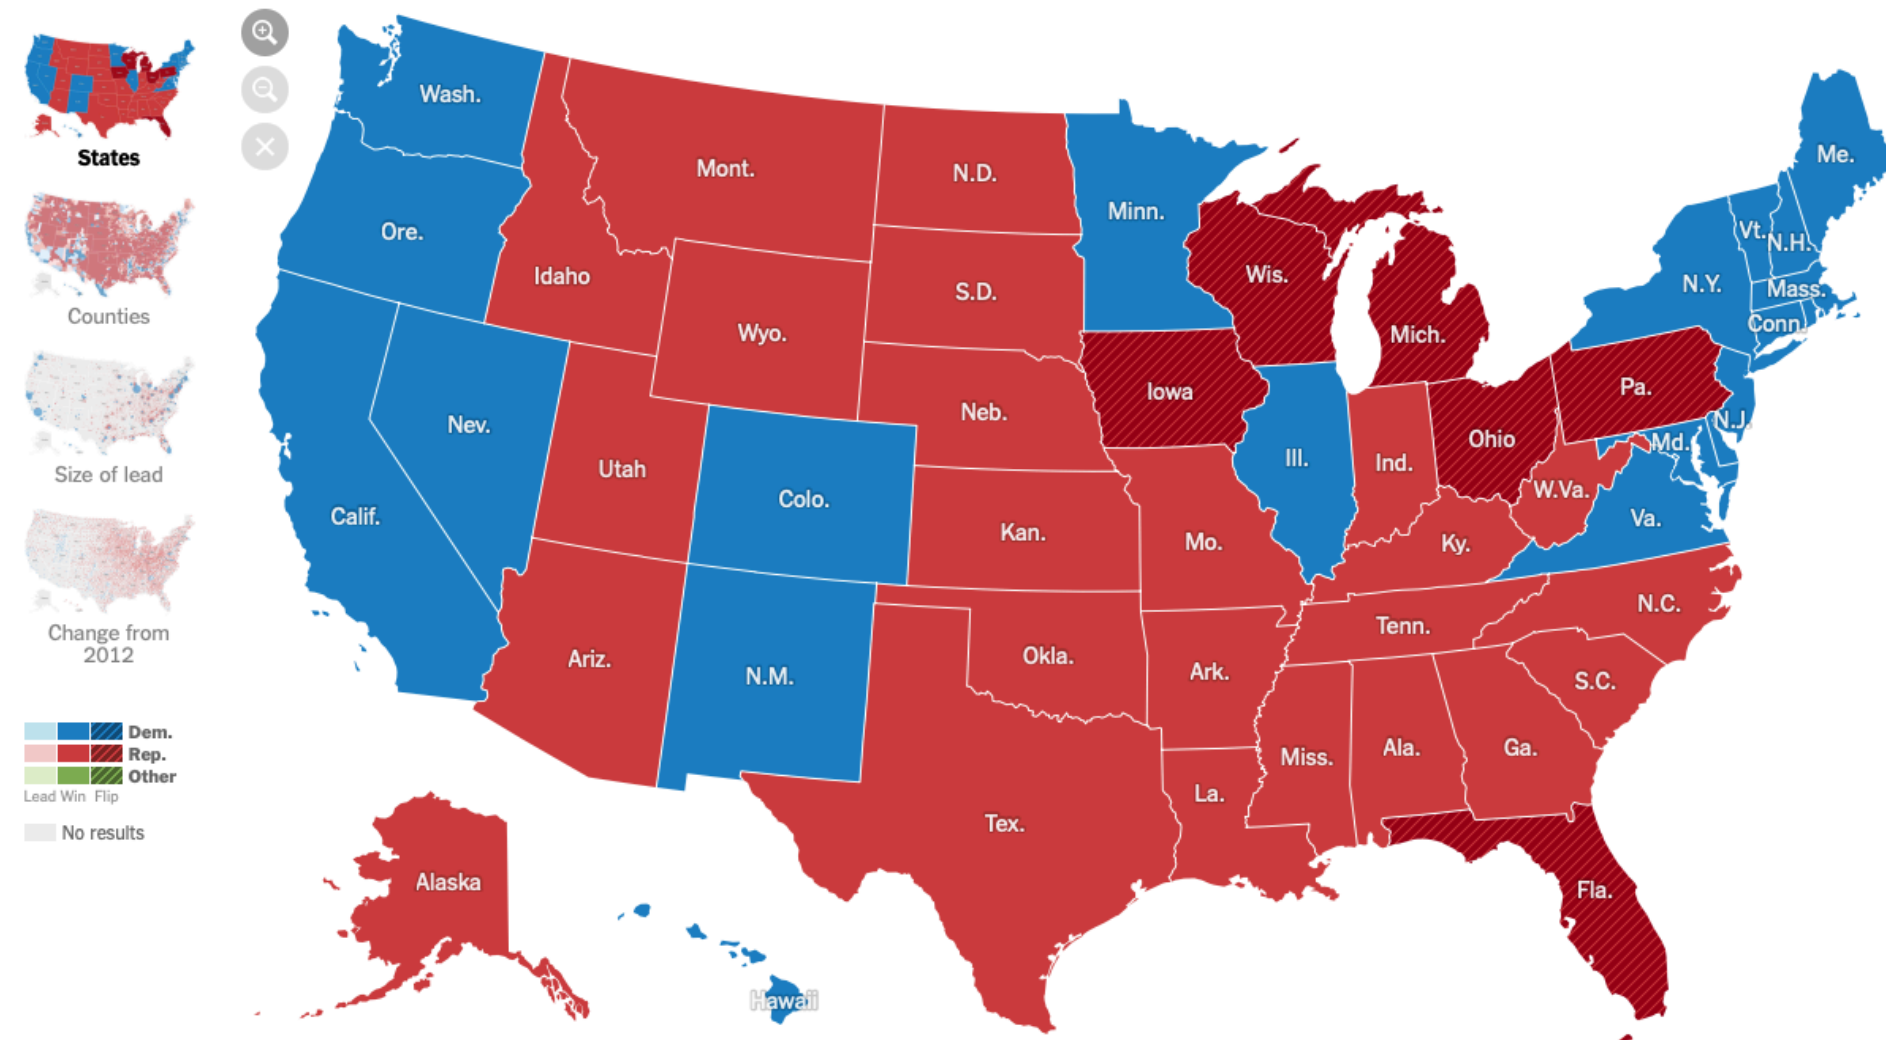 States
Counties
Size of lead
Change from
2012
Dem.
Rep.
Other
Lead Win Flip
No results
Wash.
Ore.
Calif.
Nev.
Idaho
Mont.
Wyo.
Utah
Colo.
Ariz.
N.M.
N.D.
S.D.
Neb.
Kan.
Okla.
Tex.
Minn.
Iowa
Mo.
Ark.
La.
Wis.
Ill.
Mich.
Ind.
Ohio
Ky.
Tenn.
Miss.
Ala.
Ga.
Fla.
S.C.
N.C.
Va.
W.Va.
Md.
Pa.
N.J.
N.Y.
Conn.
Mass.
Vt.
N.H.
Me.
Alaska
Hawaii